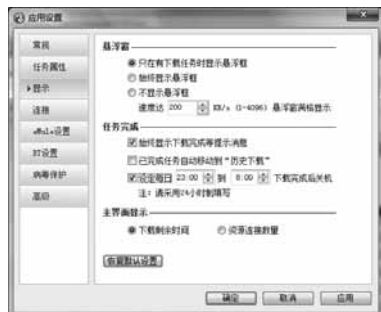 应用设置
常规
任务属性
显示
连接
eMule设置
BT设置
病毒保护
高级
悬浮窗
只在有下载任务时显示悬浮框
始终显示悬浮框
不显示悬浮框
速度达 200 KB/s (1-4096) 悬浮窗满格显示
任务完成
始终显示下载完成等提示消息
已完成任务自动移动到“历史下载”
设定每日 23:00 到 8:00 下载完成后关机
注：请采用24小时制填写
主界面显示
下载剩余时间 资源连接数量
恢复默认设置
确定 取消 应用